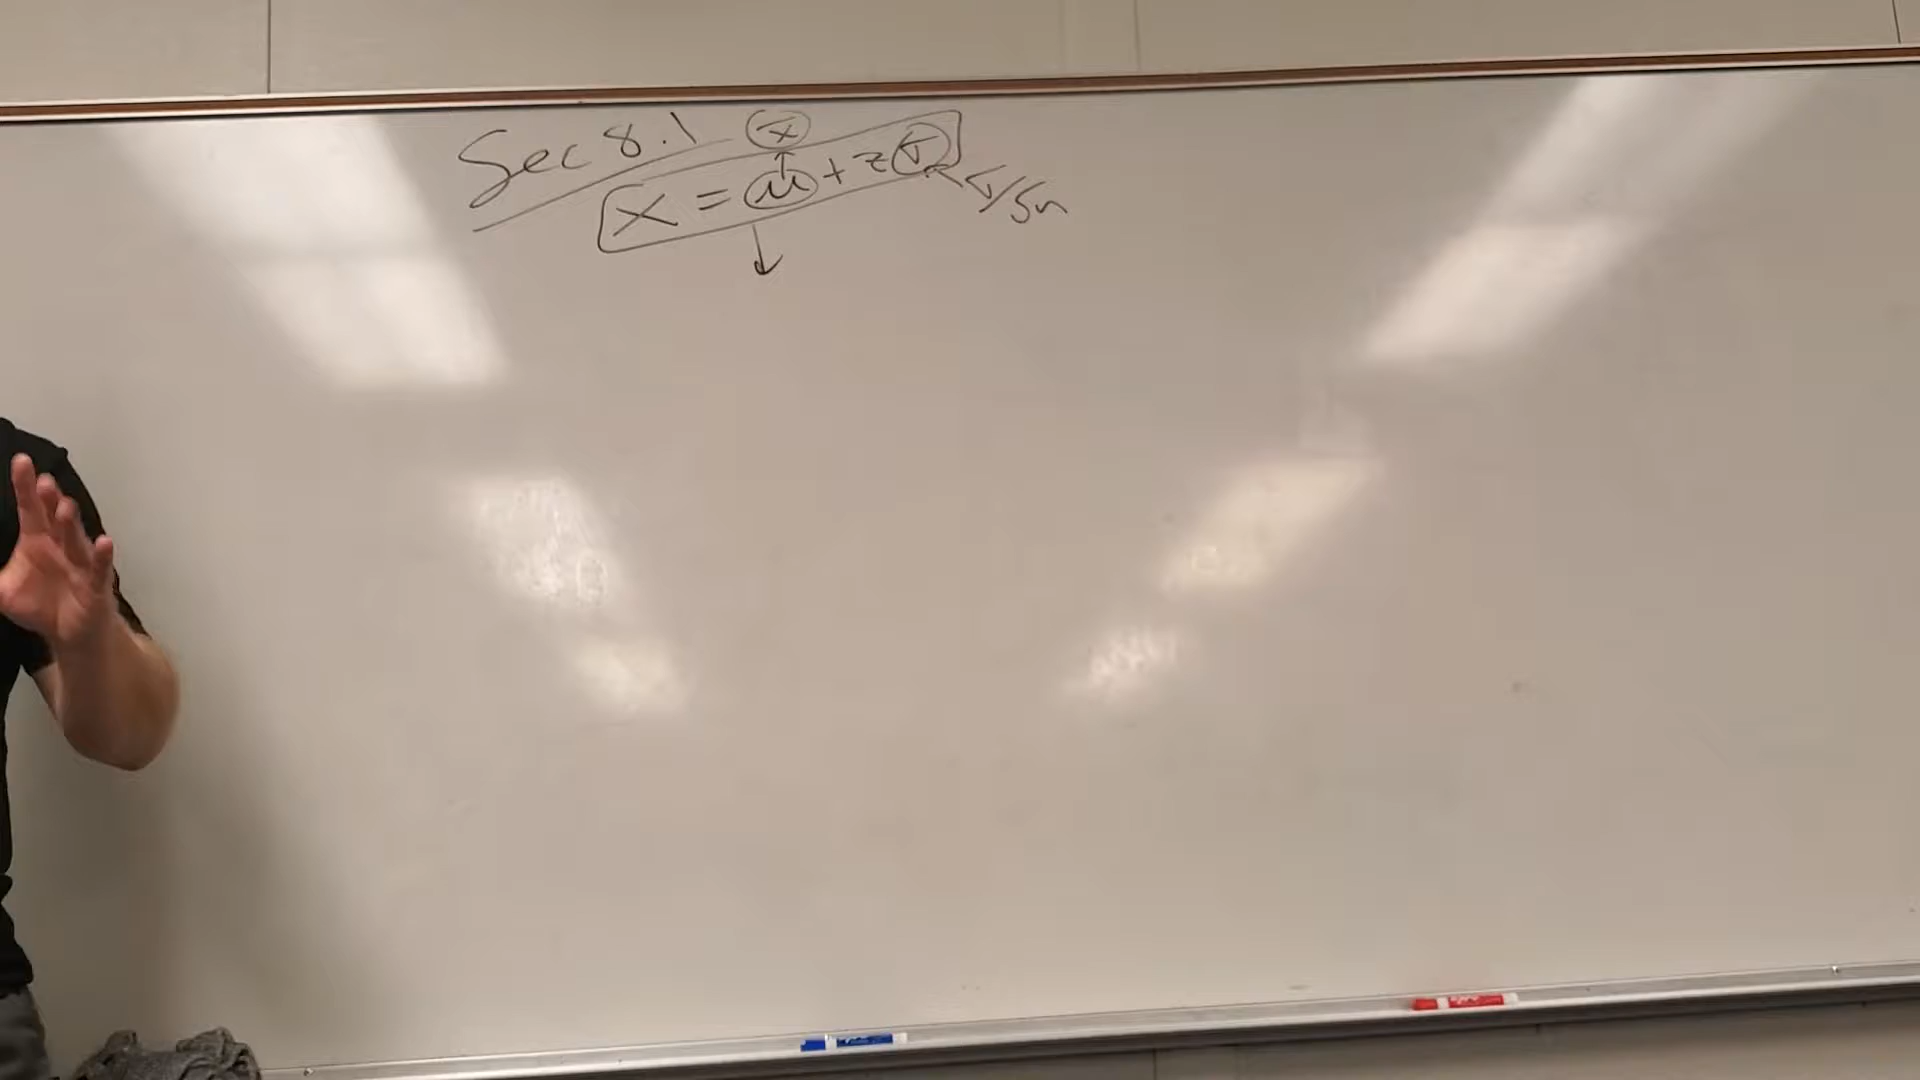 Sec 8.1
x̄
X = μ + zσ
σ/√n